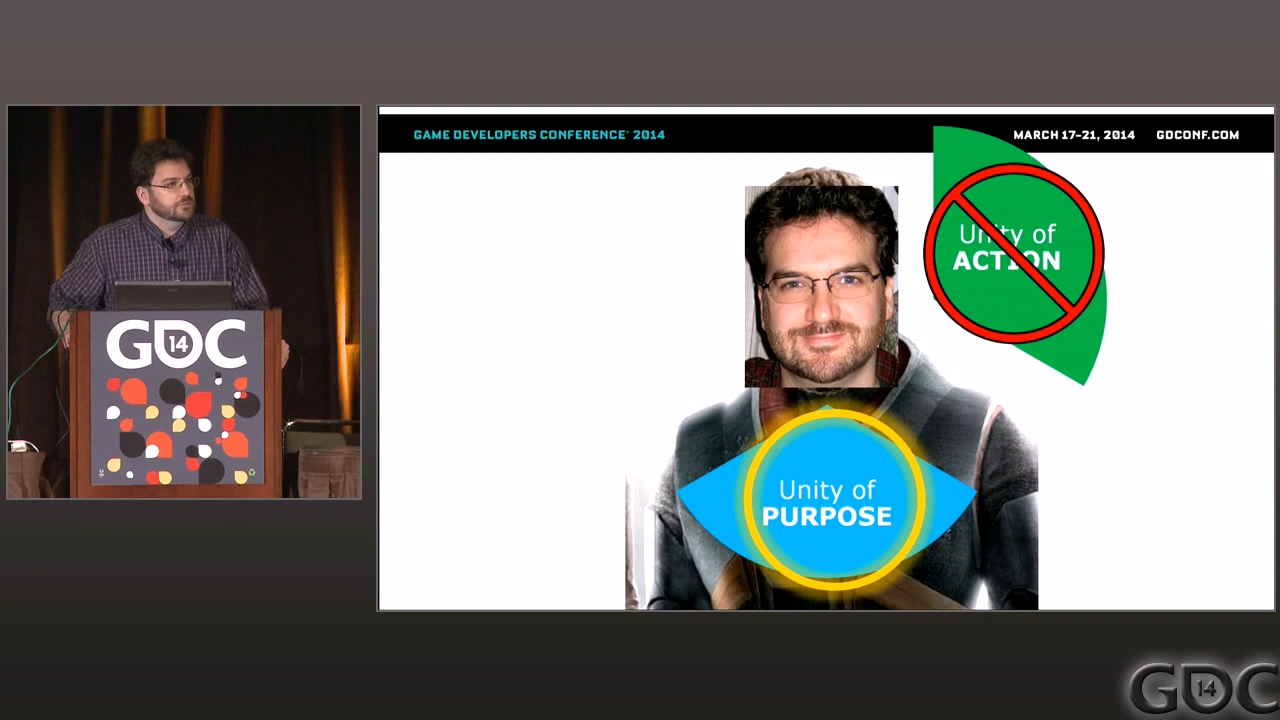 GAME DEVELOPERS CONFERENCE® 2014
MARCH 17-21, 2014 GDCONF.COM
Unity of
ACTION
Unity of
PURPOSE
GDC
14
GDC
14